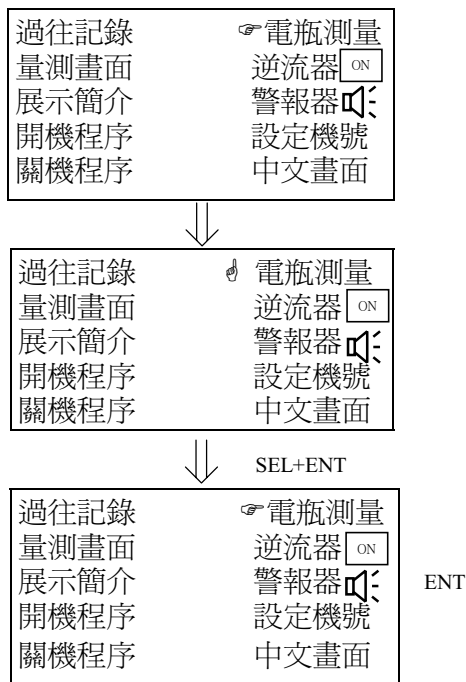 過往記錄 ☞電瓶測量
量測畫面 逆流器 ON
展示簡介 警報器
開機程序 設定機號
關機程序 中文畫面
過往記錄 ☝ 電瓶測量
量測畫面 逆流器 ON
展示簡介 警報器
開機程序 設定機號
關機程序 中文畫面
SEL+ENT
過往記錄 ☞電瓶測量
量測畫面 逆流器 ON
展示簡介 警報器 ENT
開機程序 設定機號
關機程序 中文畫面